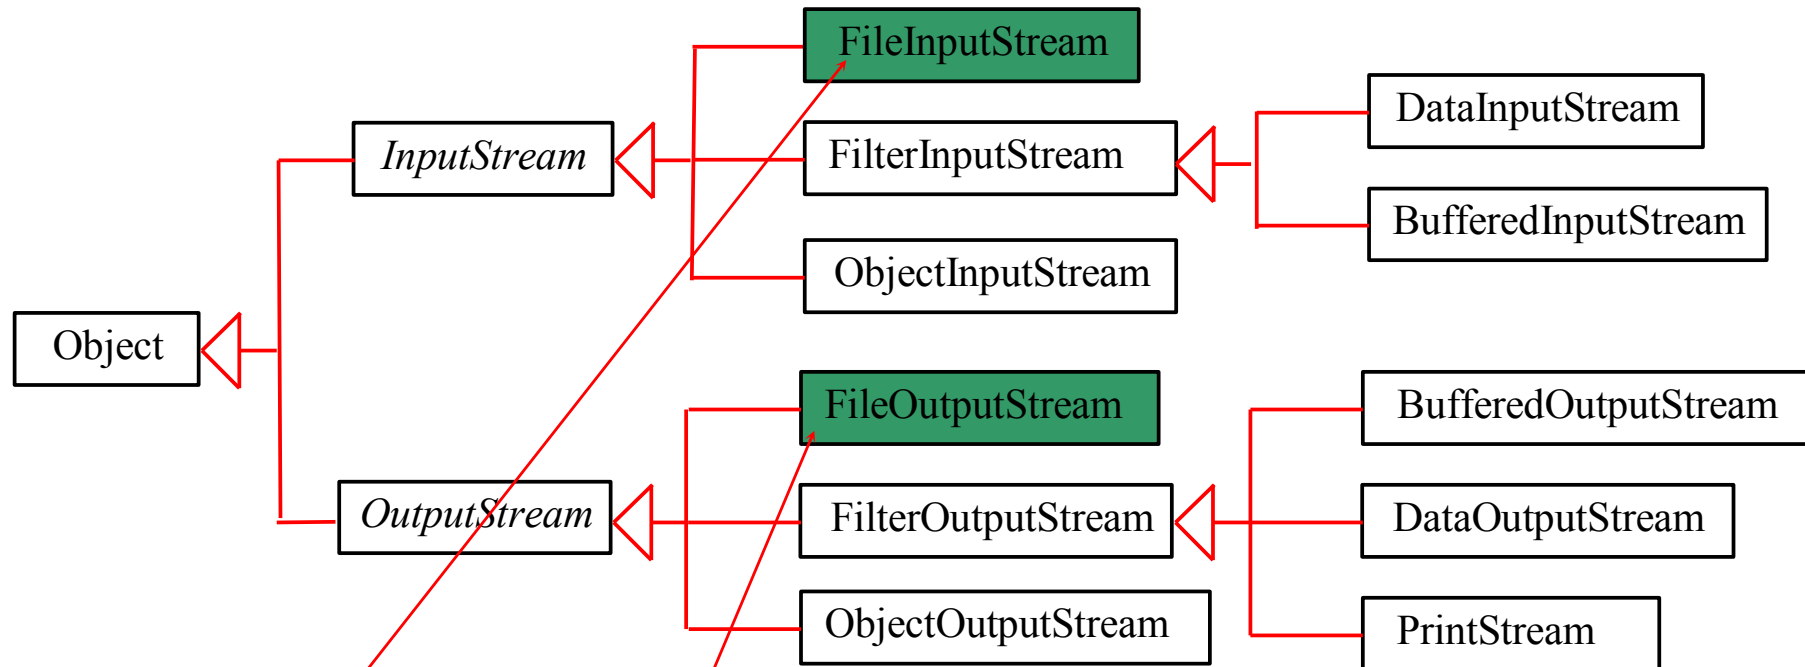 FileInputStream
DataInputStream
InputStream
FilterInputStream
BufferedInputStream
ObjectInputStream
Object
FileOutputStream
BufferedOutputStream
OutputStream
FilterOutputStream
DataOutputStream
ObjectOutputStream
PrintStream